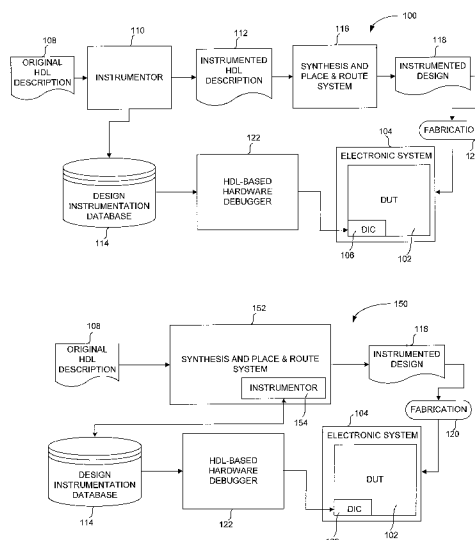 100
108
ORIGINAL
HDL
DESCRIPTION
110
INSTRUMENTOR
112
INSTRUMENTED
HDL
DESCRIPTION
116
SYNTHESIS AND
PLACE & ROUTE
SYSTEM
118
INSTRUMENTED
DESIGN
FABRICATION
DESIGN
INSTRUMENTATION
DATABASE
114
122
HDL-BASED
HARDWARE
DEBUGGER
104
ELECTRONIC SYSTEM
DUT
DIC
106
102
150
108
ORIGINAL
HDL
DESCRIPTION
152
SYNTHESIS AND PLACE & ROUTE
SYSTEM
INSTRUMENTOR
154
118
INSTRUMENTED
DESIGN
FABRICATION
120
DESIGN
INSTRUMENTATION
DATABASE
114
HDL-BASED
HARDWARE
DEBUGGER
122
104
ELECTRONIC SYSTEM
DUT
DIC
102